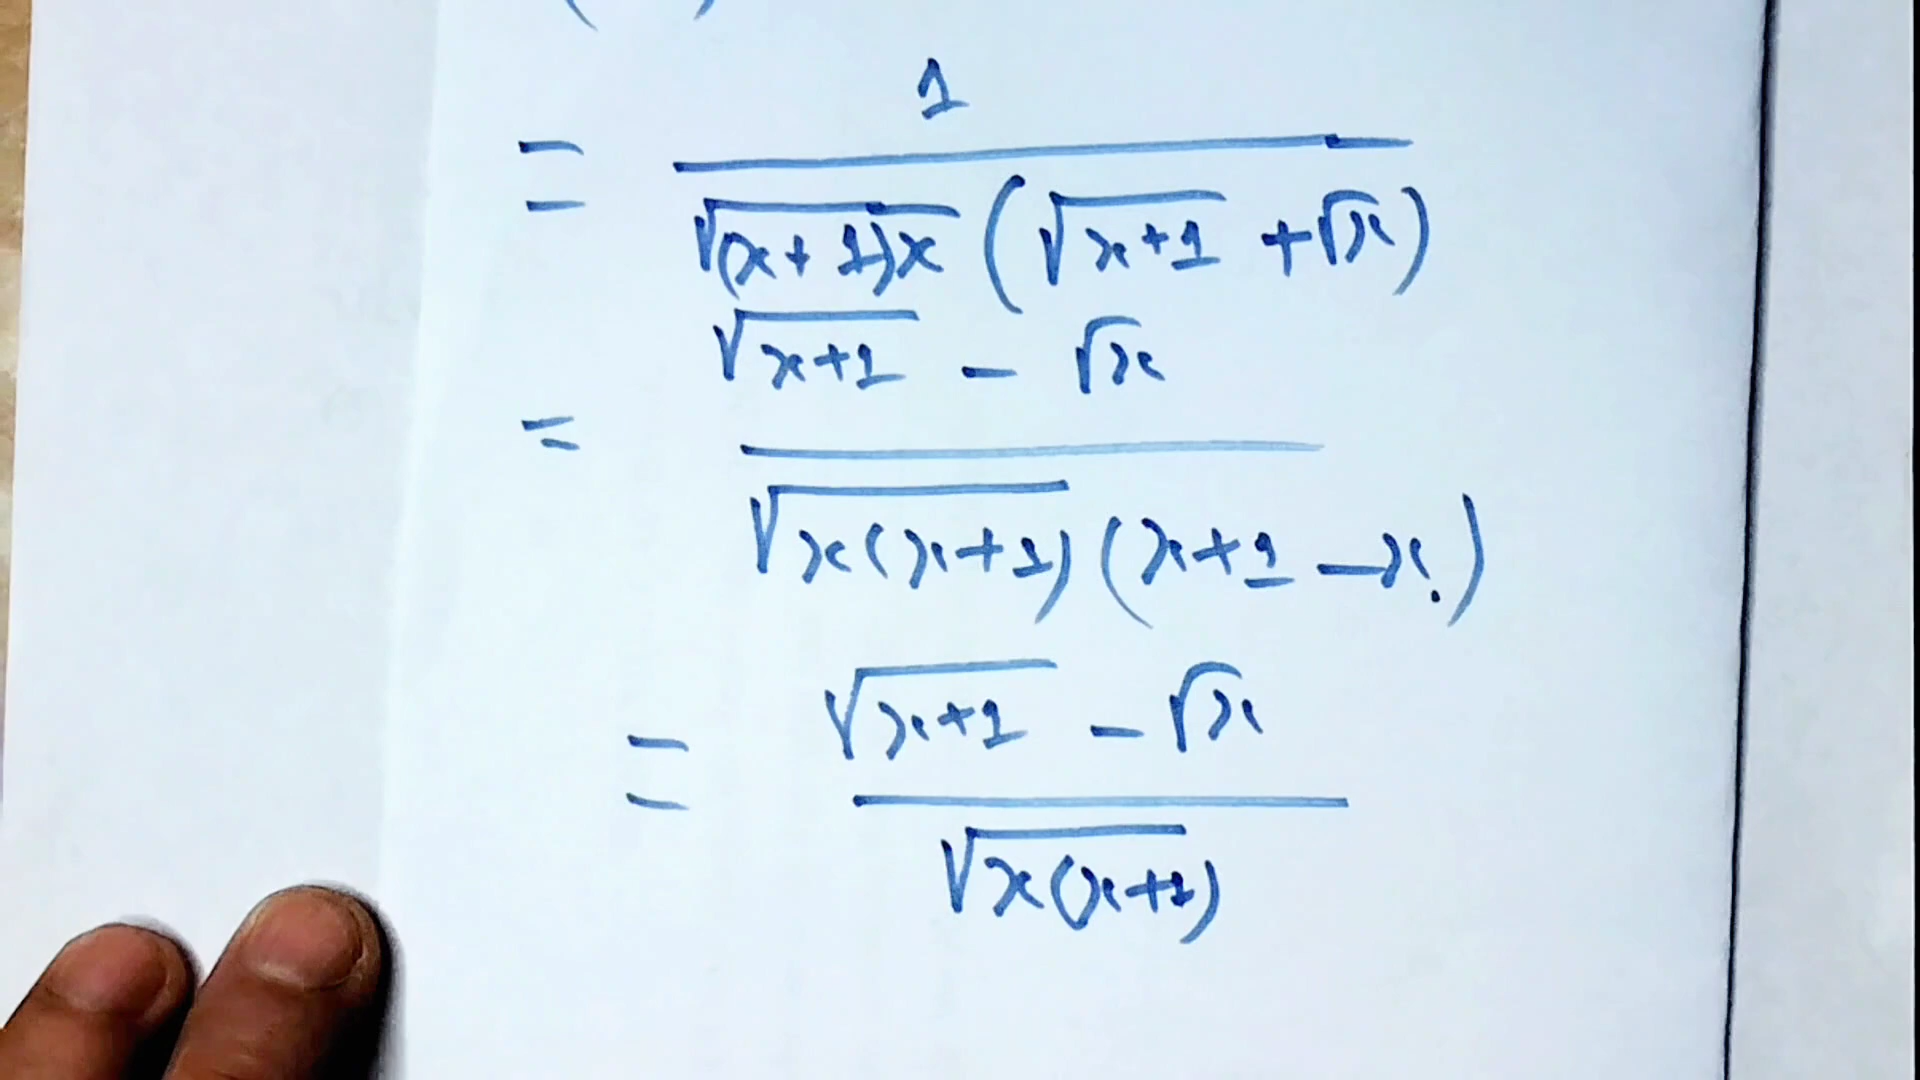 1
= ―――――――――――
√(x+1)x (√x+1 + √x)
√x+1 - √x
= ―――――――――――
√x(x+1) (x+1 - x.)
√x+1 - √x
= ―――――――――――
√x(x+1)